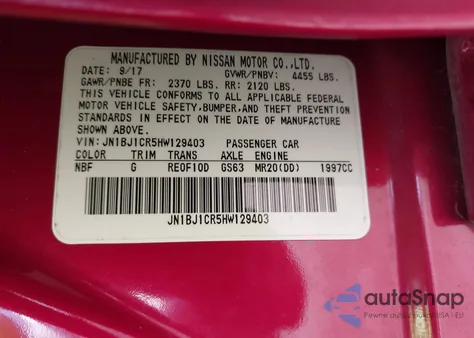 MANUFACTURED BY NISSAN MOTOR CO.,LTD.
DATE: 9/17 GVWR/PNBV: 4455 LBS.
GAWR/PNBE FR: 2370 LBS. RR: 2120 LBS.
THIS VEHICLE CONFORMS TO ALL APPLICABLE FEDERAL
MOTOR VEHICLE SAFETY,BUMPER,AND THEFT PREVENTION
STANDARDS IN EFFECT ON THE DATE OF MANUFACTURE
SHOWN ABOVE.
VIN: JN1BJ1CR5HW129403 PASSENGER CAR
COLOR TRIM TRANS AXLE ENGINE
NBF G RE0F10D GS63 MR20(DD) 1997CC
JN1BJ1CR5HW129403
autoSnap